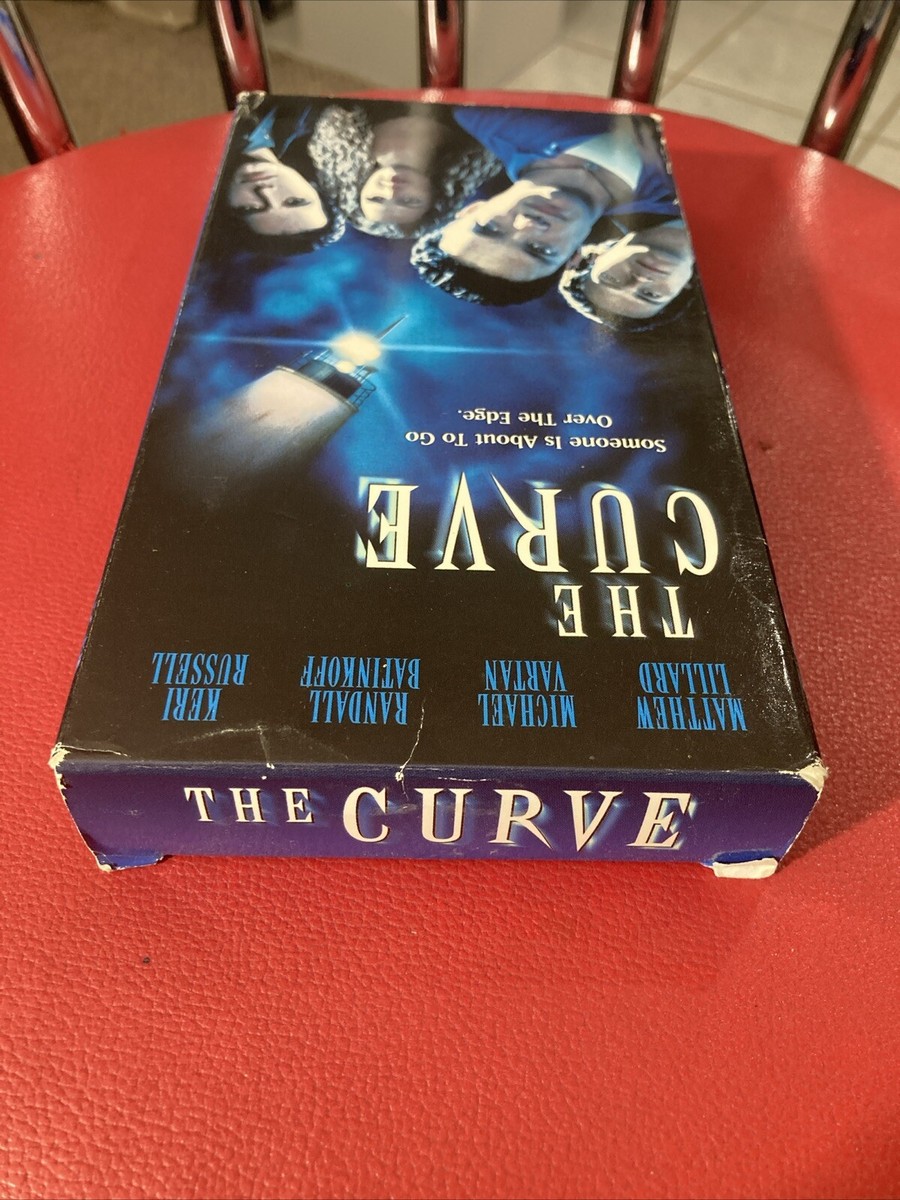 MATTHEW LILLARD
MICHAEL VARTAN
RANDALL BATINKOFF
KERI RUSSELL
THE
CURVE
Someone Is About To Go
Over The Edge.
THE CURVE